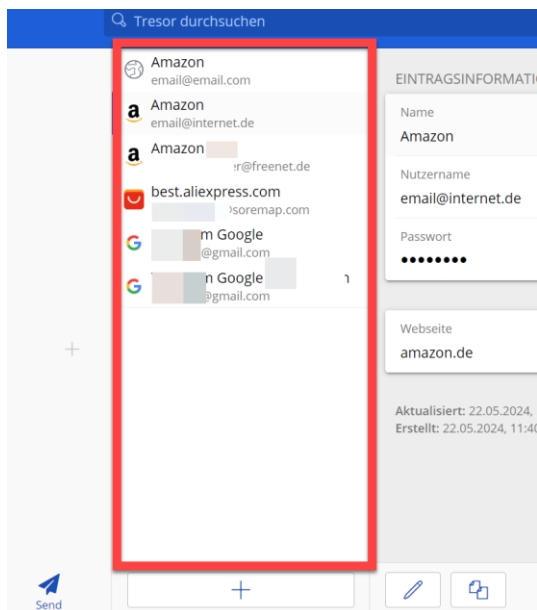 Tresor durchsuchen
Amazon
email@email.com
Amazon
email@internet.de
Amazon
r@freenet.de
best.aliexpress.com
soremap.com
Google
@gmail.com
Google
@gmail.com
Send
EINTRAGSINFORMATI
Name
Amazon
Nutzername
email@internet.de
Passwort
Webseite
amazon.de
Aktualisiert: 22.05.2024,
Erstellt: 22.05.2024, 11:40